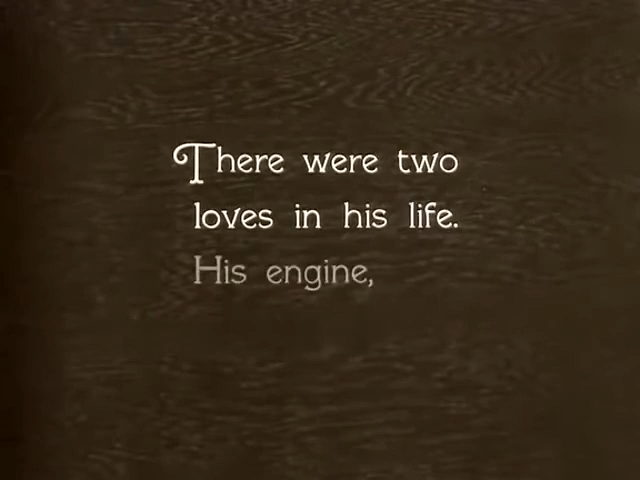 There were two
loves in his life.
His engine,